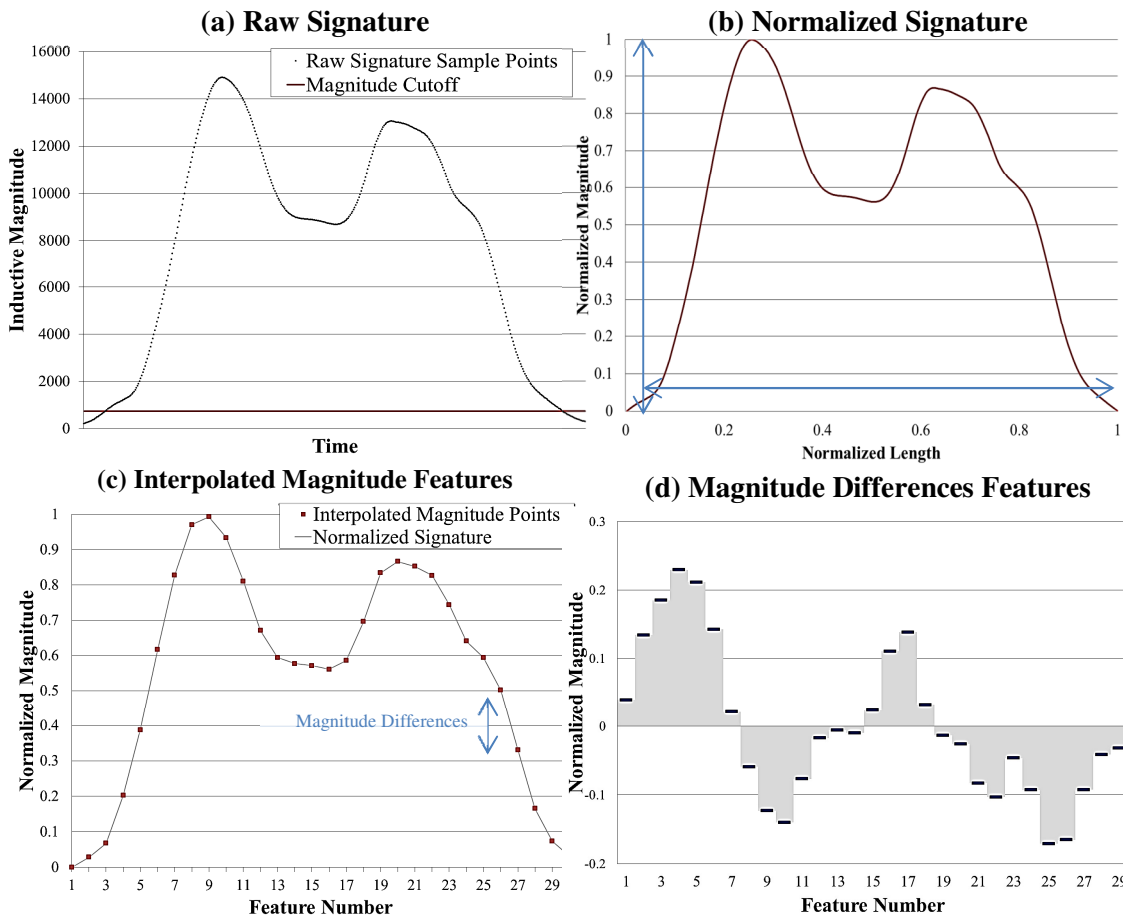 (a) Raw Signature
16000
14000
12000
10000
8000
6000
4000
2000
0
Inductive Magnitude
Raw Signature Sample Points
Magnitude Cutoff
Time
(b) Normalized Signature
1
0.9
0.8
0.7
0.6
0.5
0.4
0.3
0.2
0.1
0
Normalized Magnitude
0 0.2 0.4 0.6 0.8 1
Normalized Length
(c) Interpolated Magnitude Features
1
0.9
0.8
0.7
0.6
0.5
0.4
0.3
0.2
0.1
0
Normalized Magnitude
Interpolated Magnitude Points
Normalized Signature
Magnitude Differences
1 3 5 7 9 11 13 15 17 19 21 23 25 27 29
Feature Number
(d) Magnitude Differences Features
0.3
0.2
0.1
0
-0.1
-0.2
Normalized Magnitude
1 3 5 7 9 11 13 15 17 19 21 23 25 27 29
Feature Number